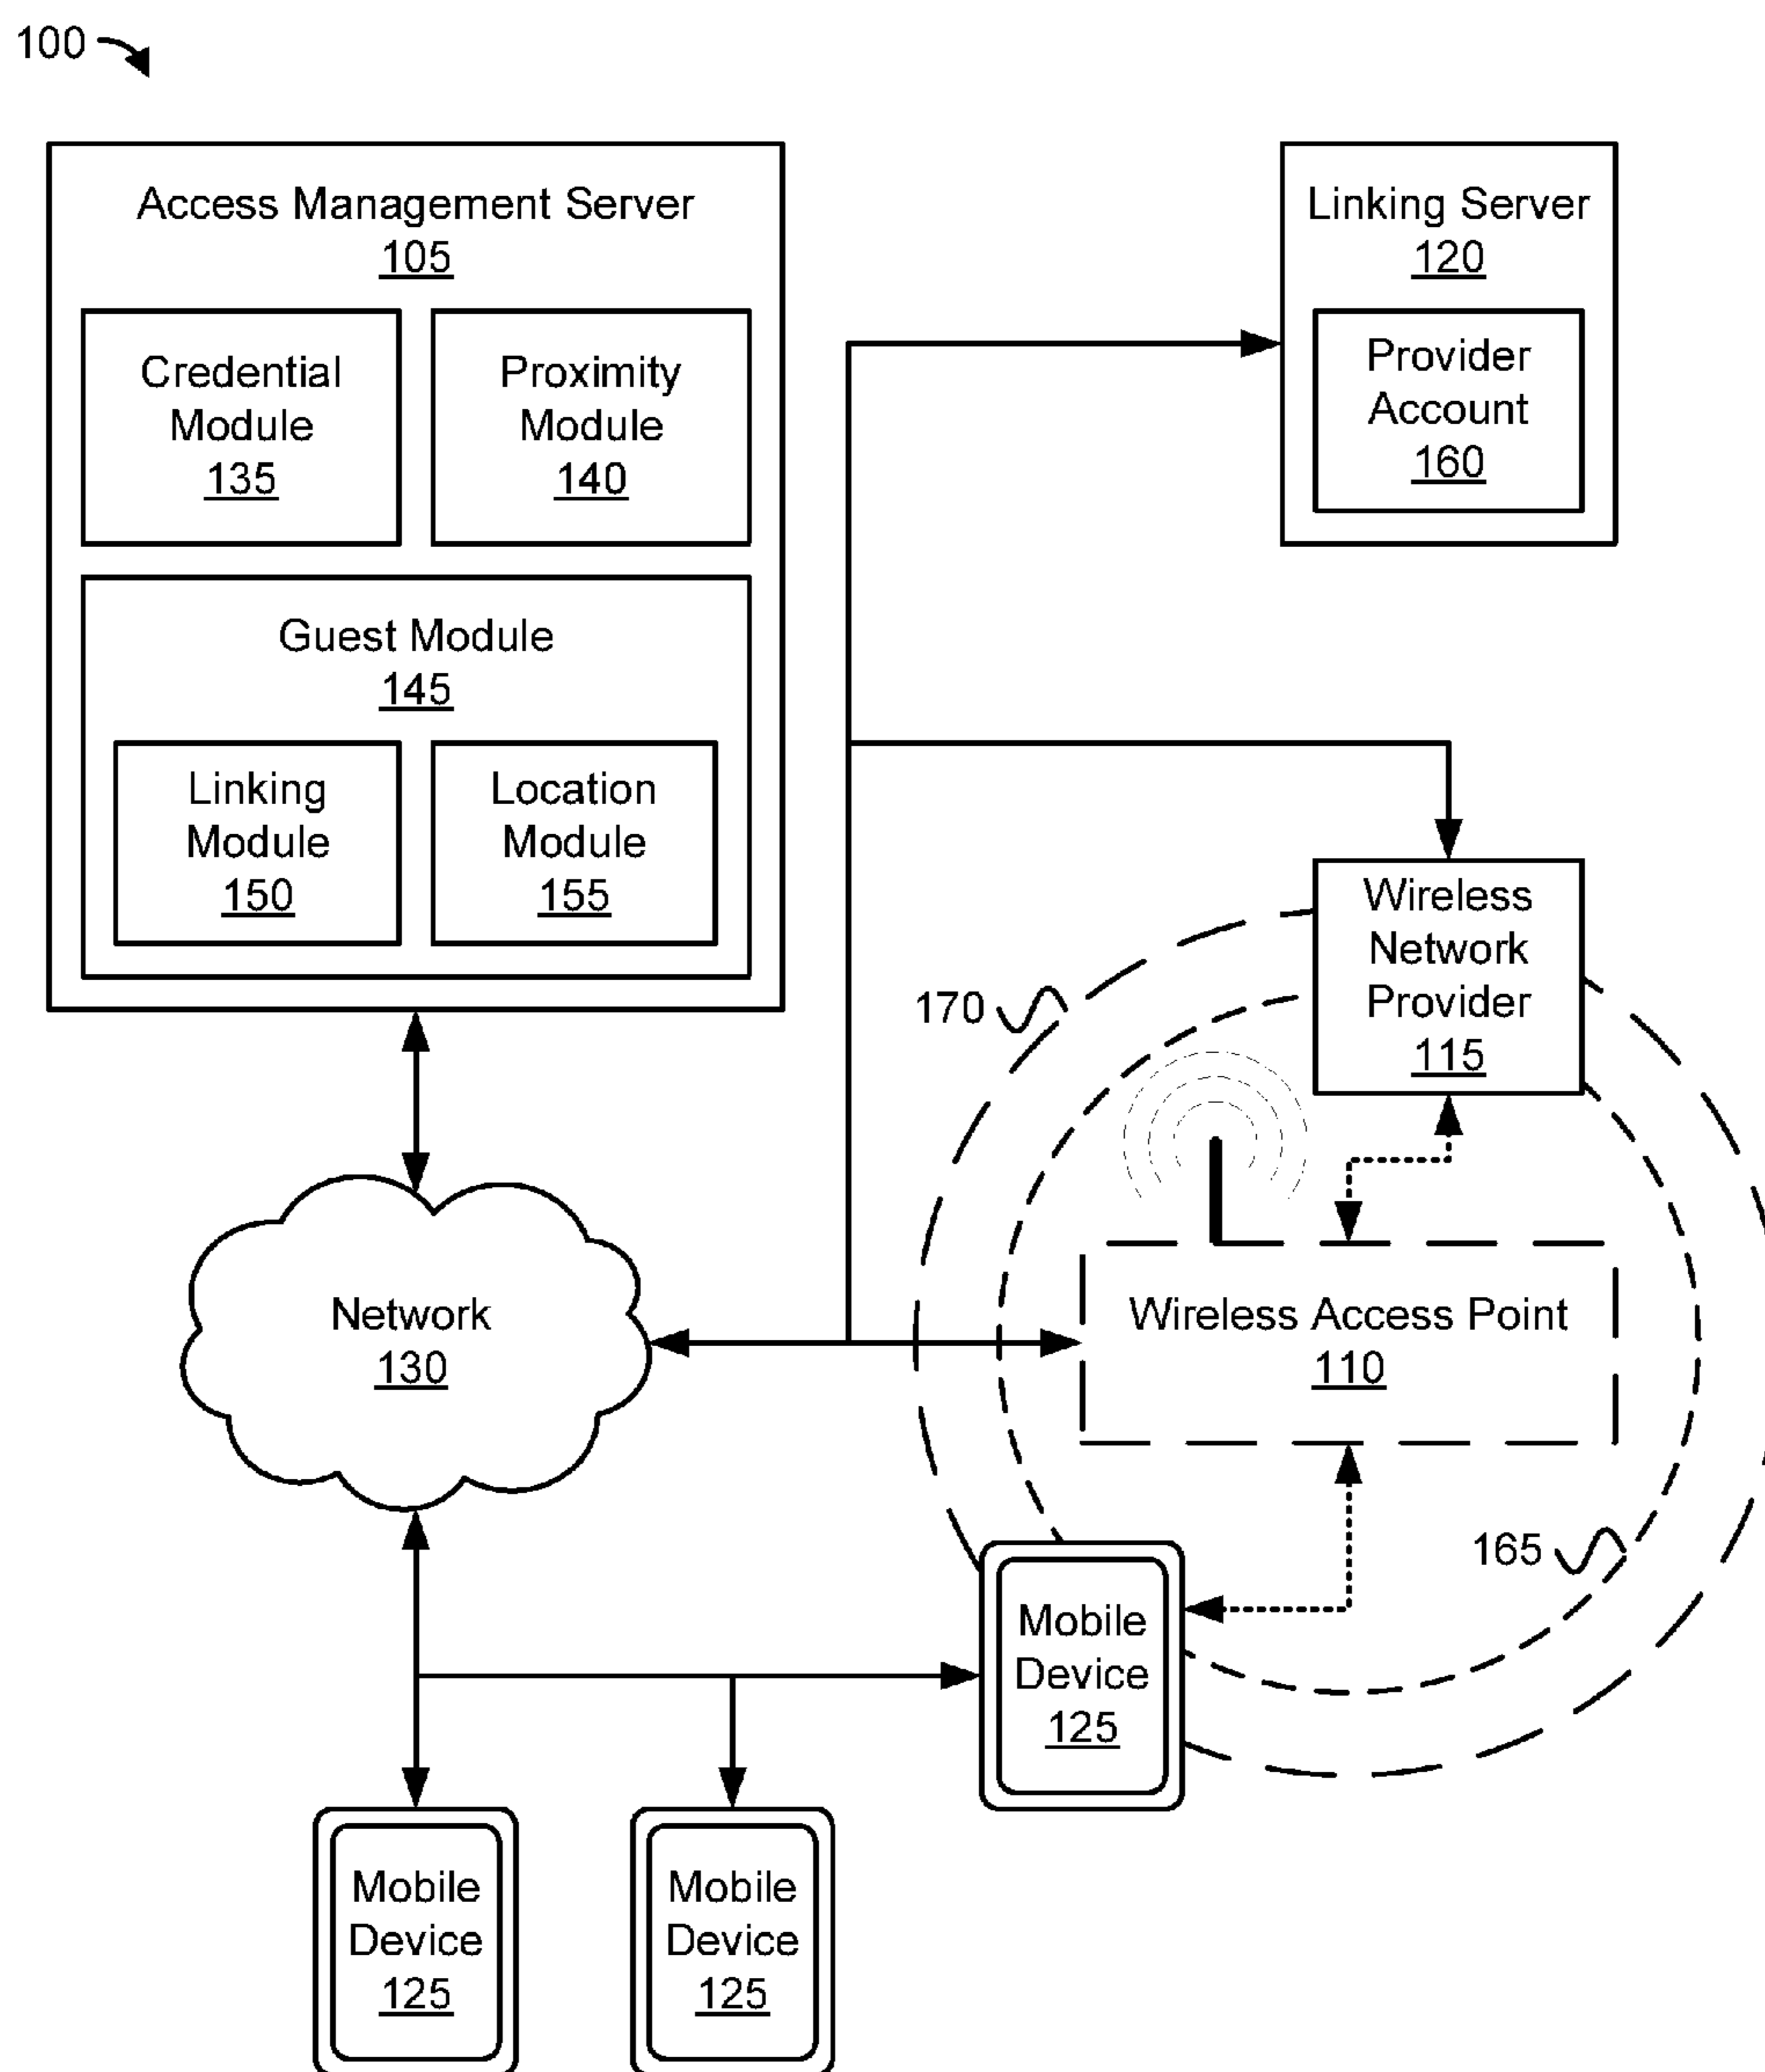 100
Access Management Server
105
Credential
Module
135
Proximity
Module
140
Guest Module
145
Linking
Module
150
Location
Module
155
Linking Server
120
Provider
Account
160
Wireless
Network
Provider
115
170
Network
130
Wireless Access Point
110
165
Mobile
Device
125
Mobile
Device
125
Mobile
Device
125